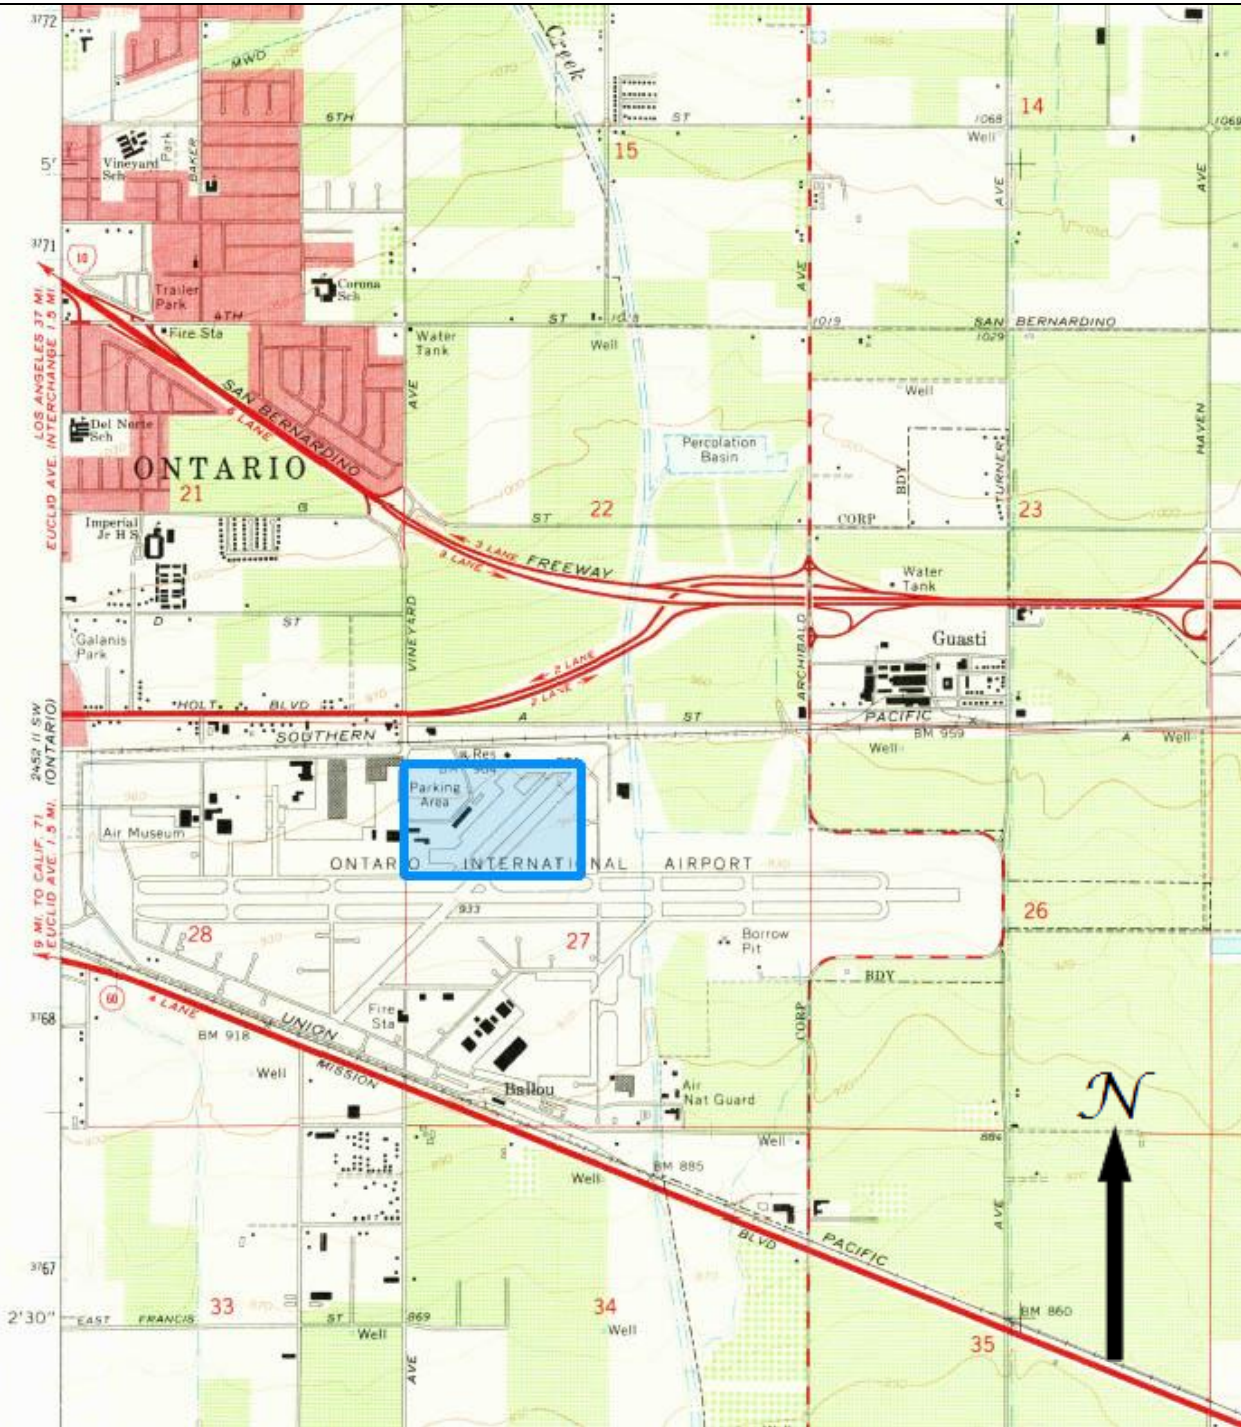 3772
MWD
Creek
6TH
ST
14
1068
1069
Well
15
Vineyard
Sch
Park
BAKER
5'
AVE
AVE
3771
10
AVE
Trailer
Park
Coruna
Sch
4TH
ST
1019
SAN BERNARDINO
1029
Fire Sta
Water
Tank
Well
LOS ANGELES 37 MI.
EUCLID AVE. INTERCHANGE 1.5 MI.
SAN BERNARDINO
6 LANE
AVE
Well
Del Norte
Sch
HAVEN
Percolation
Basin
BDY
TURNER
ONTARIO
21
G
22
ST
CORP
23
Imperial
Jr H S
3 LANE
3 LANE
FREEWAY
Water
Tank
D
ST
VINEYARD
ARCHIBALD
Guasti
Galanis
Park
2 LANE
2 LANE
HOLT
BLVD
A
ST
PACIFIC
SOUTHERN
BM 959
A
Well
Well
2452 II SW
(ONTARIO)
Res
Parking
Area
Air Museum
ONTARIO INTERNATIONAL AIRPORT
.9 MI. TO CALIF. 71
EUCLID AVE. 1.5 MI.
933
26
28
27
Borrow
Pit
BDY
60
4 LANE
3768
UNION
Fire
Sta
CORP
BM 918
MISSION
Well
Ballou
Air
Nat Guard
N
Well
886
BM 885
Well
AVE
BLVD
PACIFIC
3767
33
34
2'30"
EAST
FRANCIS
ST
869
Well
Well
BM 860
35
AVE